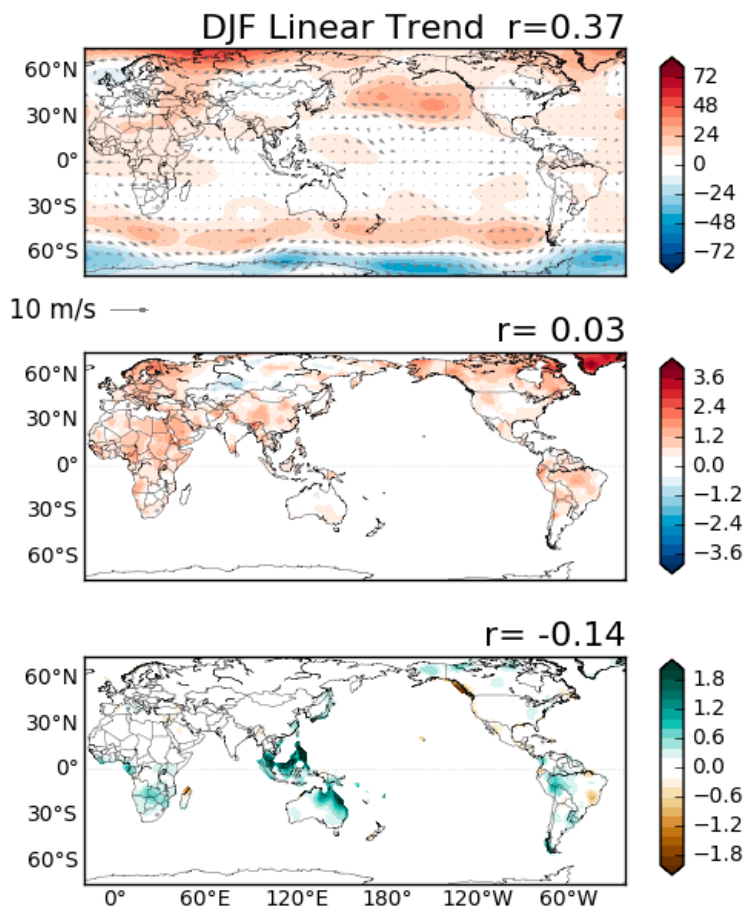 DJF Linear Trend r=0.37
60°N
30°N
0°
30°S
60°S
72
48
24
0
−24
−48
−72
10 m/s
r= 0.03
60°N
30°N
0°
30°S
60°S
3.6
2.4
1.2
0.0
−1.2
−2.4
−3.6
r= -0.14
60°N
30°N
0°
30°S
60°S
0° 60°E 120°E 180° 120°W 60°W
1.8
1.2
0.6
0.0
−0.6
−1.2
−1.8